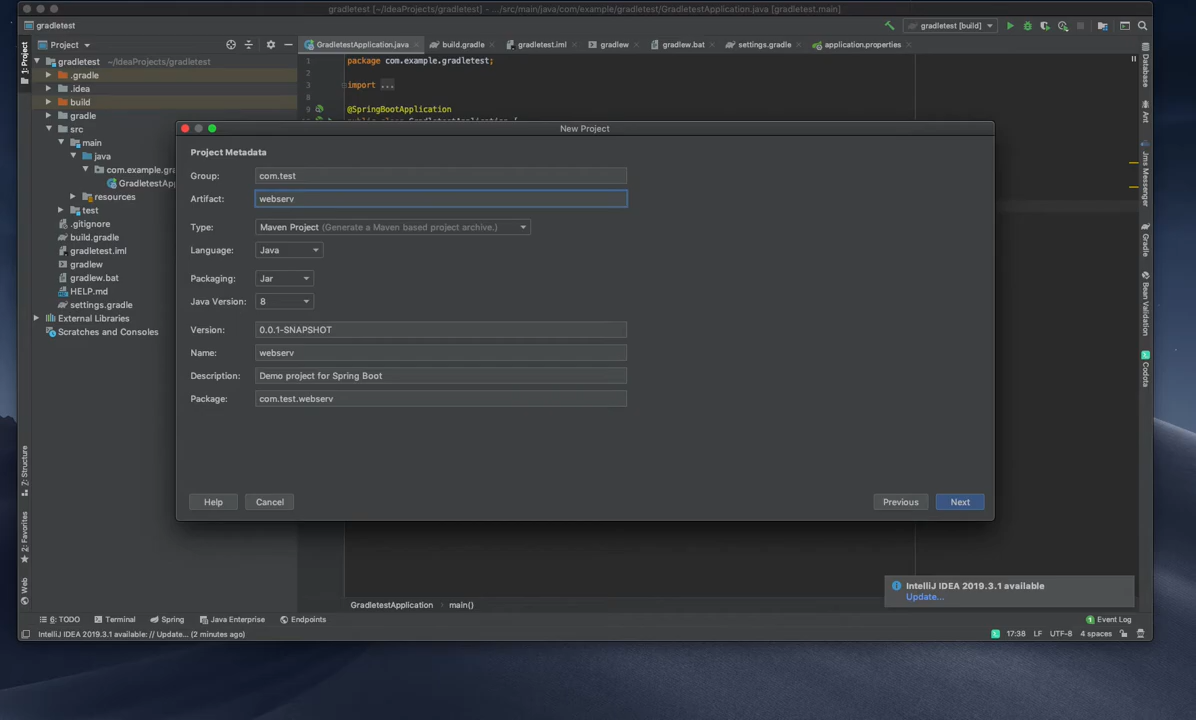 gradletest [~/IdeaProjects/gradletest] - .../src/main/java/com/example/gradletest/GradletestApplication.java [gradletest.main]
gradletest
gradletest [build]
Project
GradletestApplication.java
build.gradle
gradletest.iml
gradlew
gradlew.bat
settings.gradle
application.properties
1: Project
gradletest ~/IdeaProjects/gradletest
.gradle
.idea
build
gradle
src
main
java
com.example.gra
GradletestApp
resources
test
.gitignore
build.gradle
gradletest.iml
gradlew
gradlew.bat
HELP.md
settings.gradle
External Libraries
Scratches and Consoles
1
2
3
9
package com.example.gradletest;
import ...
@SpringBootApplication
New Project
Project Metadata
Group: com.test
Artifact: webserv
Type: Maven Project (Generate a Maven based project archive.)
Language: Java
Packaging: Jar
Java Version: 8
Version: 0.0.1-SNAPSHOT
Name: webserv
Description: Demo project for Spring Boot
Package: com.test.webserv
Help
Cancel
Previous
Next
Database
Ant
Jms Messenger
Gradle
Bean Validation
Codota
Z: Structure
2: Favorites
Web
IntelliJ IDEA 2019.3.1 available
Update...
GradletestApplication
main()
6: TODO
Terminal
Spring
Java Enterprise
Endpoints
1 Event Log
IntelliJ IDEA 2019.3.1 available: // Update... (2 minutes ago)
17:38 LF UTF-8 4 spaces